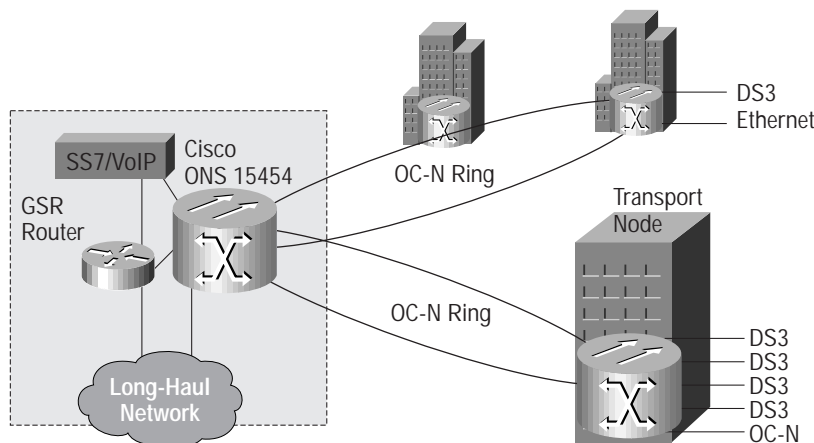 DS3
Ethernet
SS7/VoIP
Cisco
ONS 15454
OC-N Ring
GSR
Router
Transport
Node
OC-N Ring
DS3
DS3
DS3
DS3
OC-N
Long-Haul
Network